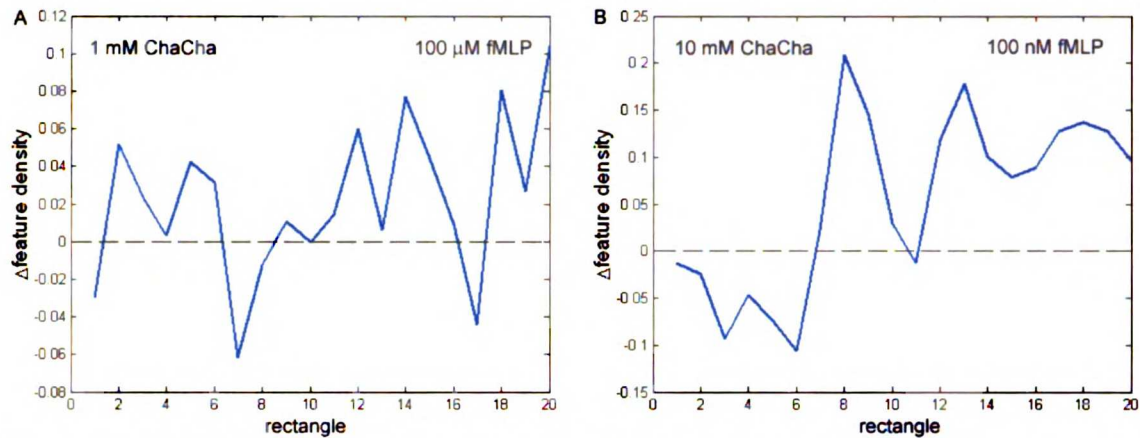 A
1 mM ChaCha 100 µM fMLP
0.12
0.1
0.08
0.06
0.04
0.02
0
-0.02
-0.04
-0.06
-0.08
Δfeature density
0 2 4 6 8 10 12 14 16 18 20
rectangle
B
10 mM ChaCha 100 nM fMLP
0.25
0.2
0.15
0.1
0.05
0
-0.05
-0.1
-0.15
Δfeature density
0 2 4 6 8 10 12 14 16 18 20
rectangle